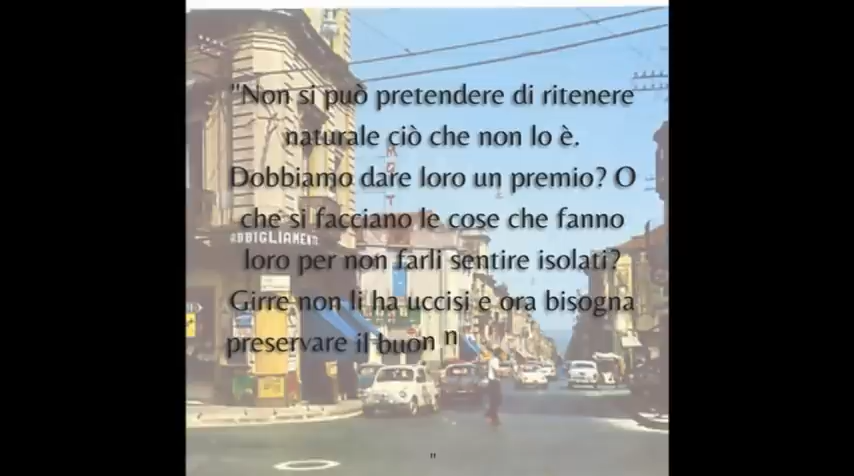 "Non si può pretendere di ritenere
naturale ciò che non lo è.
Dobbiamo dare loro un premio? O
che si facciano le cose che fanno
loro per non farli sentire isolati?
Girre non li ha uccisi e ora bisogna
preservare il buon n
"
ABBIGLIAMENTI